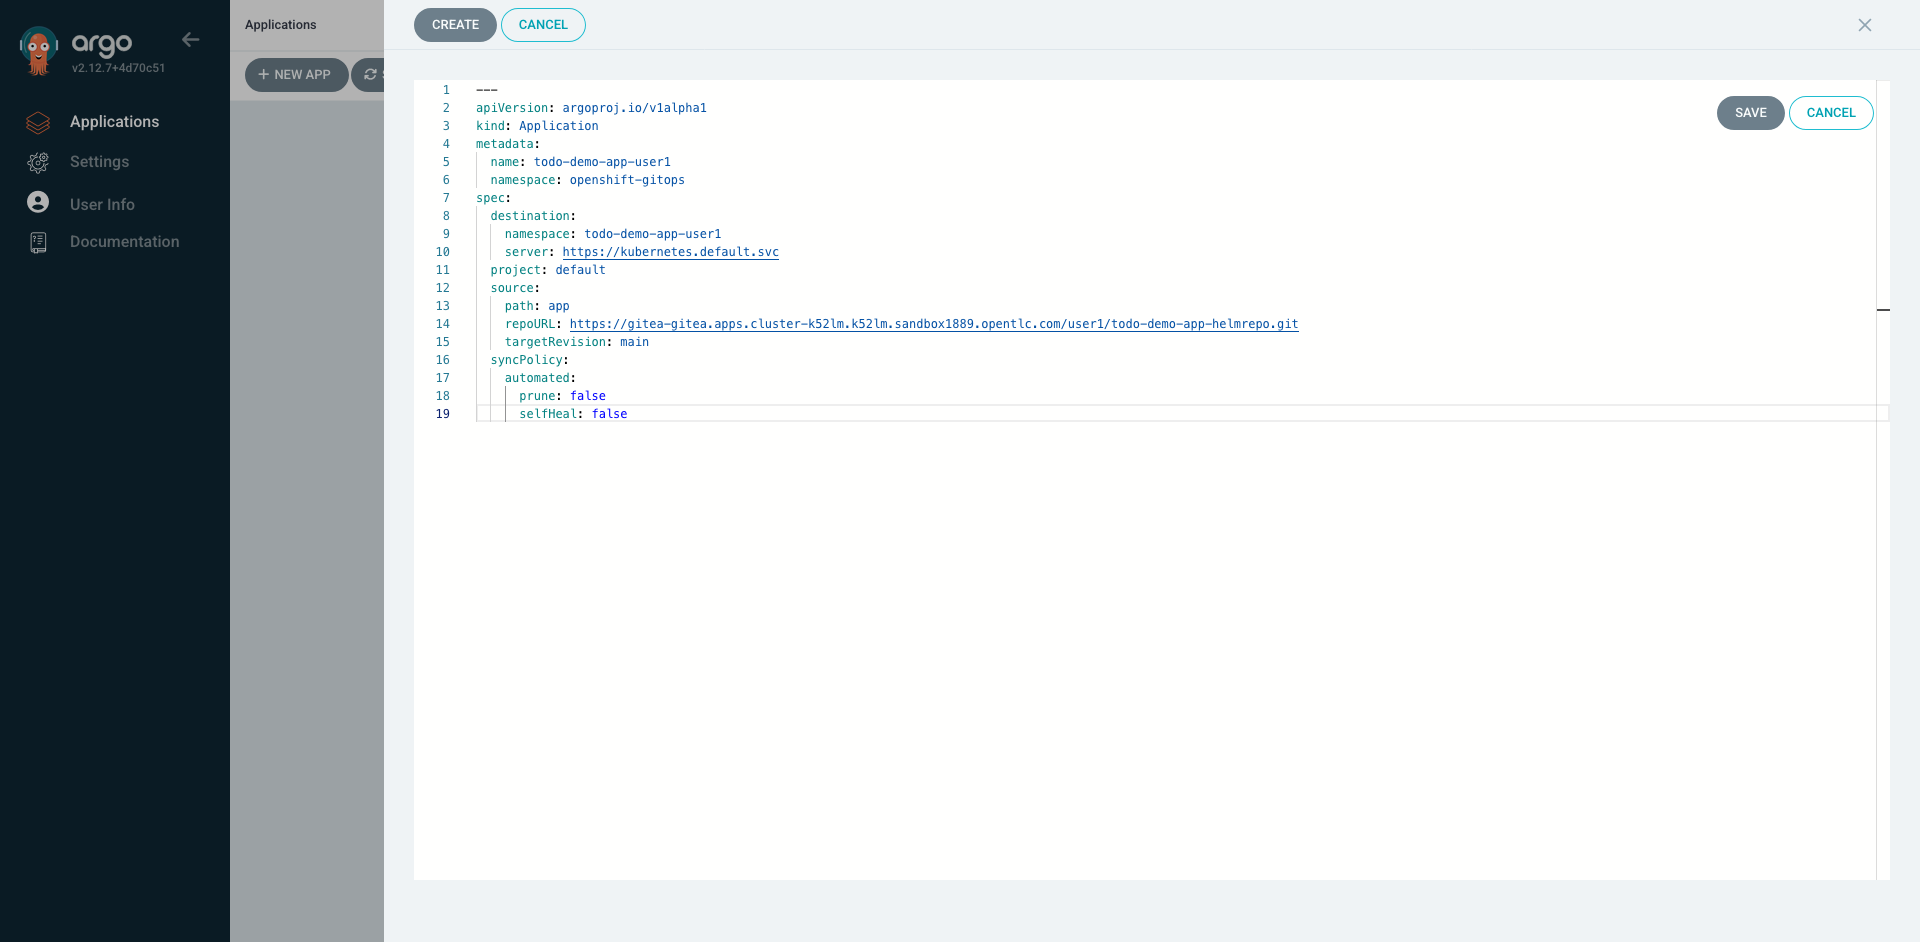 argo
v2.12.7+4d70c51
Applications
Settings
User Info
Documentation
Applications
+ NEW APP
CREATE
CANCEL
SAVE
CANCEL
1 ---
2 apiVersion: argoproj.io/v1alpha1
3 kind: Application
4 metadata:
5   name: todo-demo-app-user1
6   namespace: openshift-gitops
7 spec:
8   destination:
9     namespace: todo-demo-app-user1
10     server: https://kubernetes.default.svc
11   project: default
12   source:
13     path: app
14     repoURL: https://gitea-gitea.apps.cluster-k52lm.k52lm.sandbox1889.opentlc.com/user1/todo-demo-app-helmrepo.git
15     targetRevision: main
16   syncPolicy:
17     automated:
18       prune: false
19       selfHeal: false